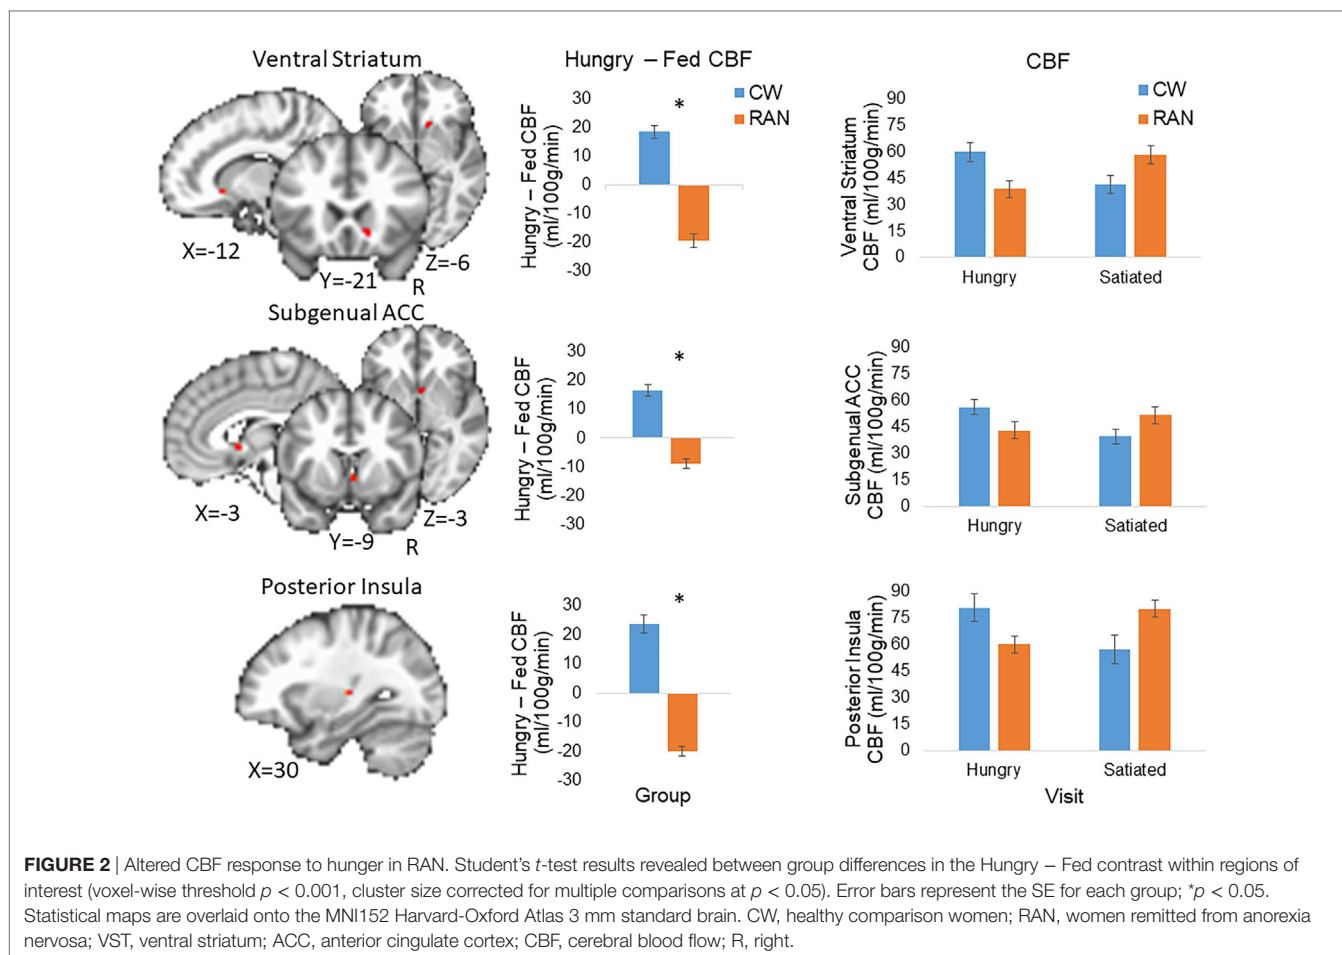 Ventral Striatum
X=-12
Y=-21
Z=-6
R
Hungry – Fed CBF
CW
RAN
*
Hungry – Fed CBF
(ml/100g/min)
30
20
10
0
-10
-20
-30
CBF
CW
RAN
Ventral Striatum
CBF (ml/100g/min)
90
75
60
45
30
15
0
Hungry
Satiated
Subgenual ACC
X=-3
Y=-9
Z=-3
R
*
Hungry – Fed CBF
(ml/100g/min)
30
20
10
0
-10
-20
-30
Subgenual ACC
CBF (ml/100g/min)
90
75
60
45
30
15
0
Hungry
Satiated
Posterior Insula
X=30
*
Hungry – Fed CBF
(ml/100g/min)
30
20
10
0
-10
-20
-30
Group
Posterior Insula
CBF (ml/100g/min)
90
75
60
45
30
15
0
Hungry
Satiated
Visit
FIGURE 2 | Altered CBF response to hunger in RAN. Student's t-test results revealed between group differences in the Hungry – Fed contrast within regions of
interest (voxel-wise threshold p < 0.001, cluster size corrected for multiple comparisons at p < 0.05). Error bars represent the SE for each group; *p < 0.05.
Statistical maps are overlaid onto the MNI152 Harvard-Oxford Atlas 3 mm standard brain. CW, healthy comparison women; RAN, women remitted from anorexia
nervosa; VST, ventral striatum; ACC, anterior cingulate cortex; CBF, cerebral blood flow; R, right.